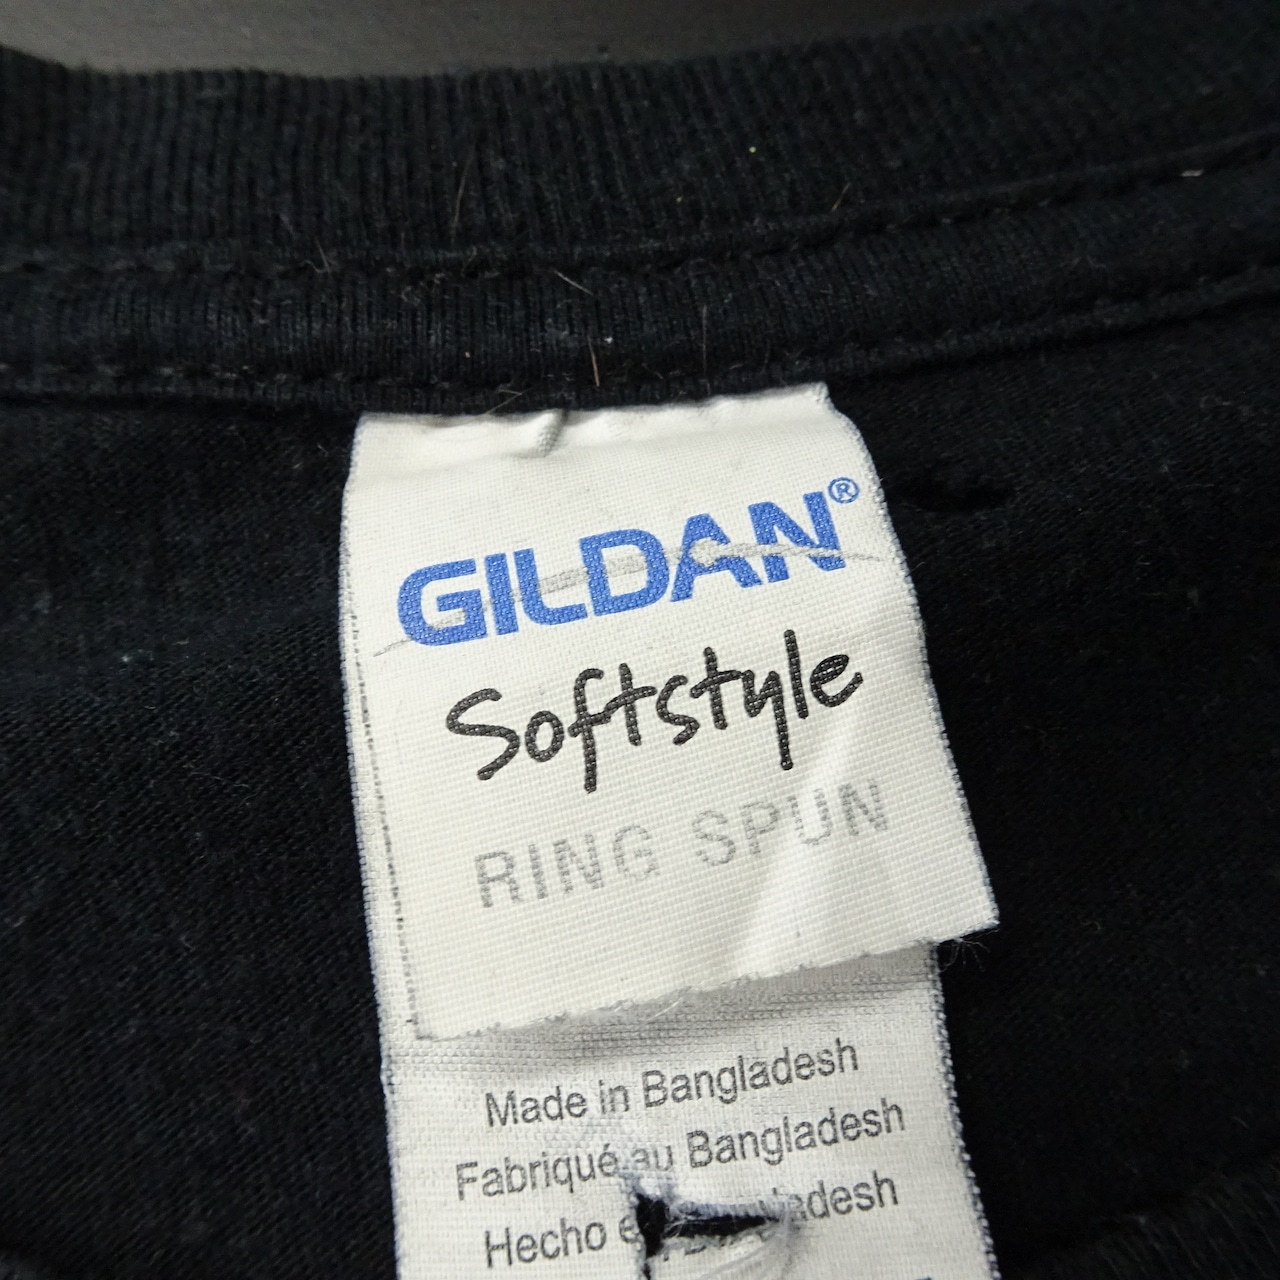 GILDAN®
Softstyle
RING SPUN
Made in Bangladesh
Fabriqué au Bangladesh
Hecho